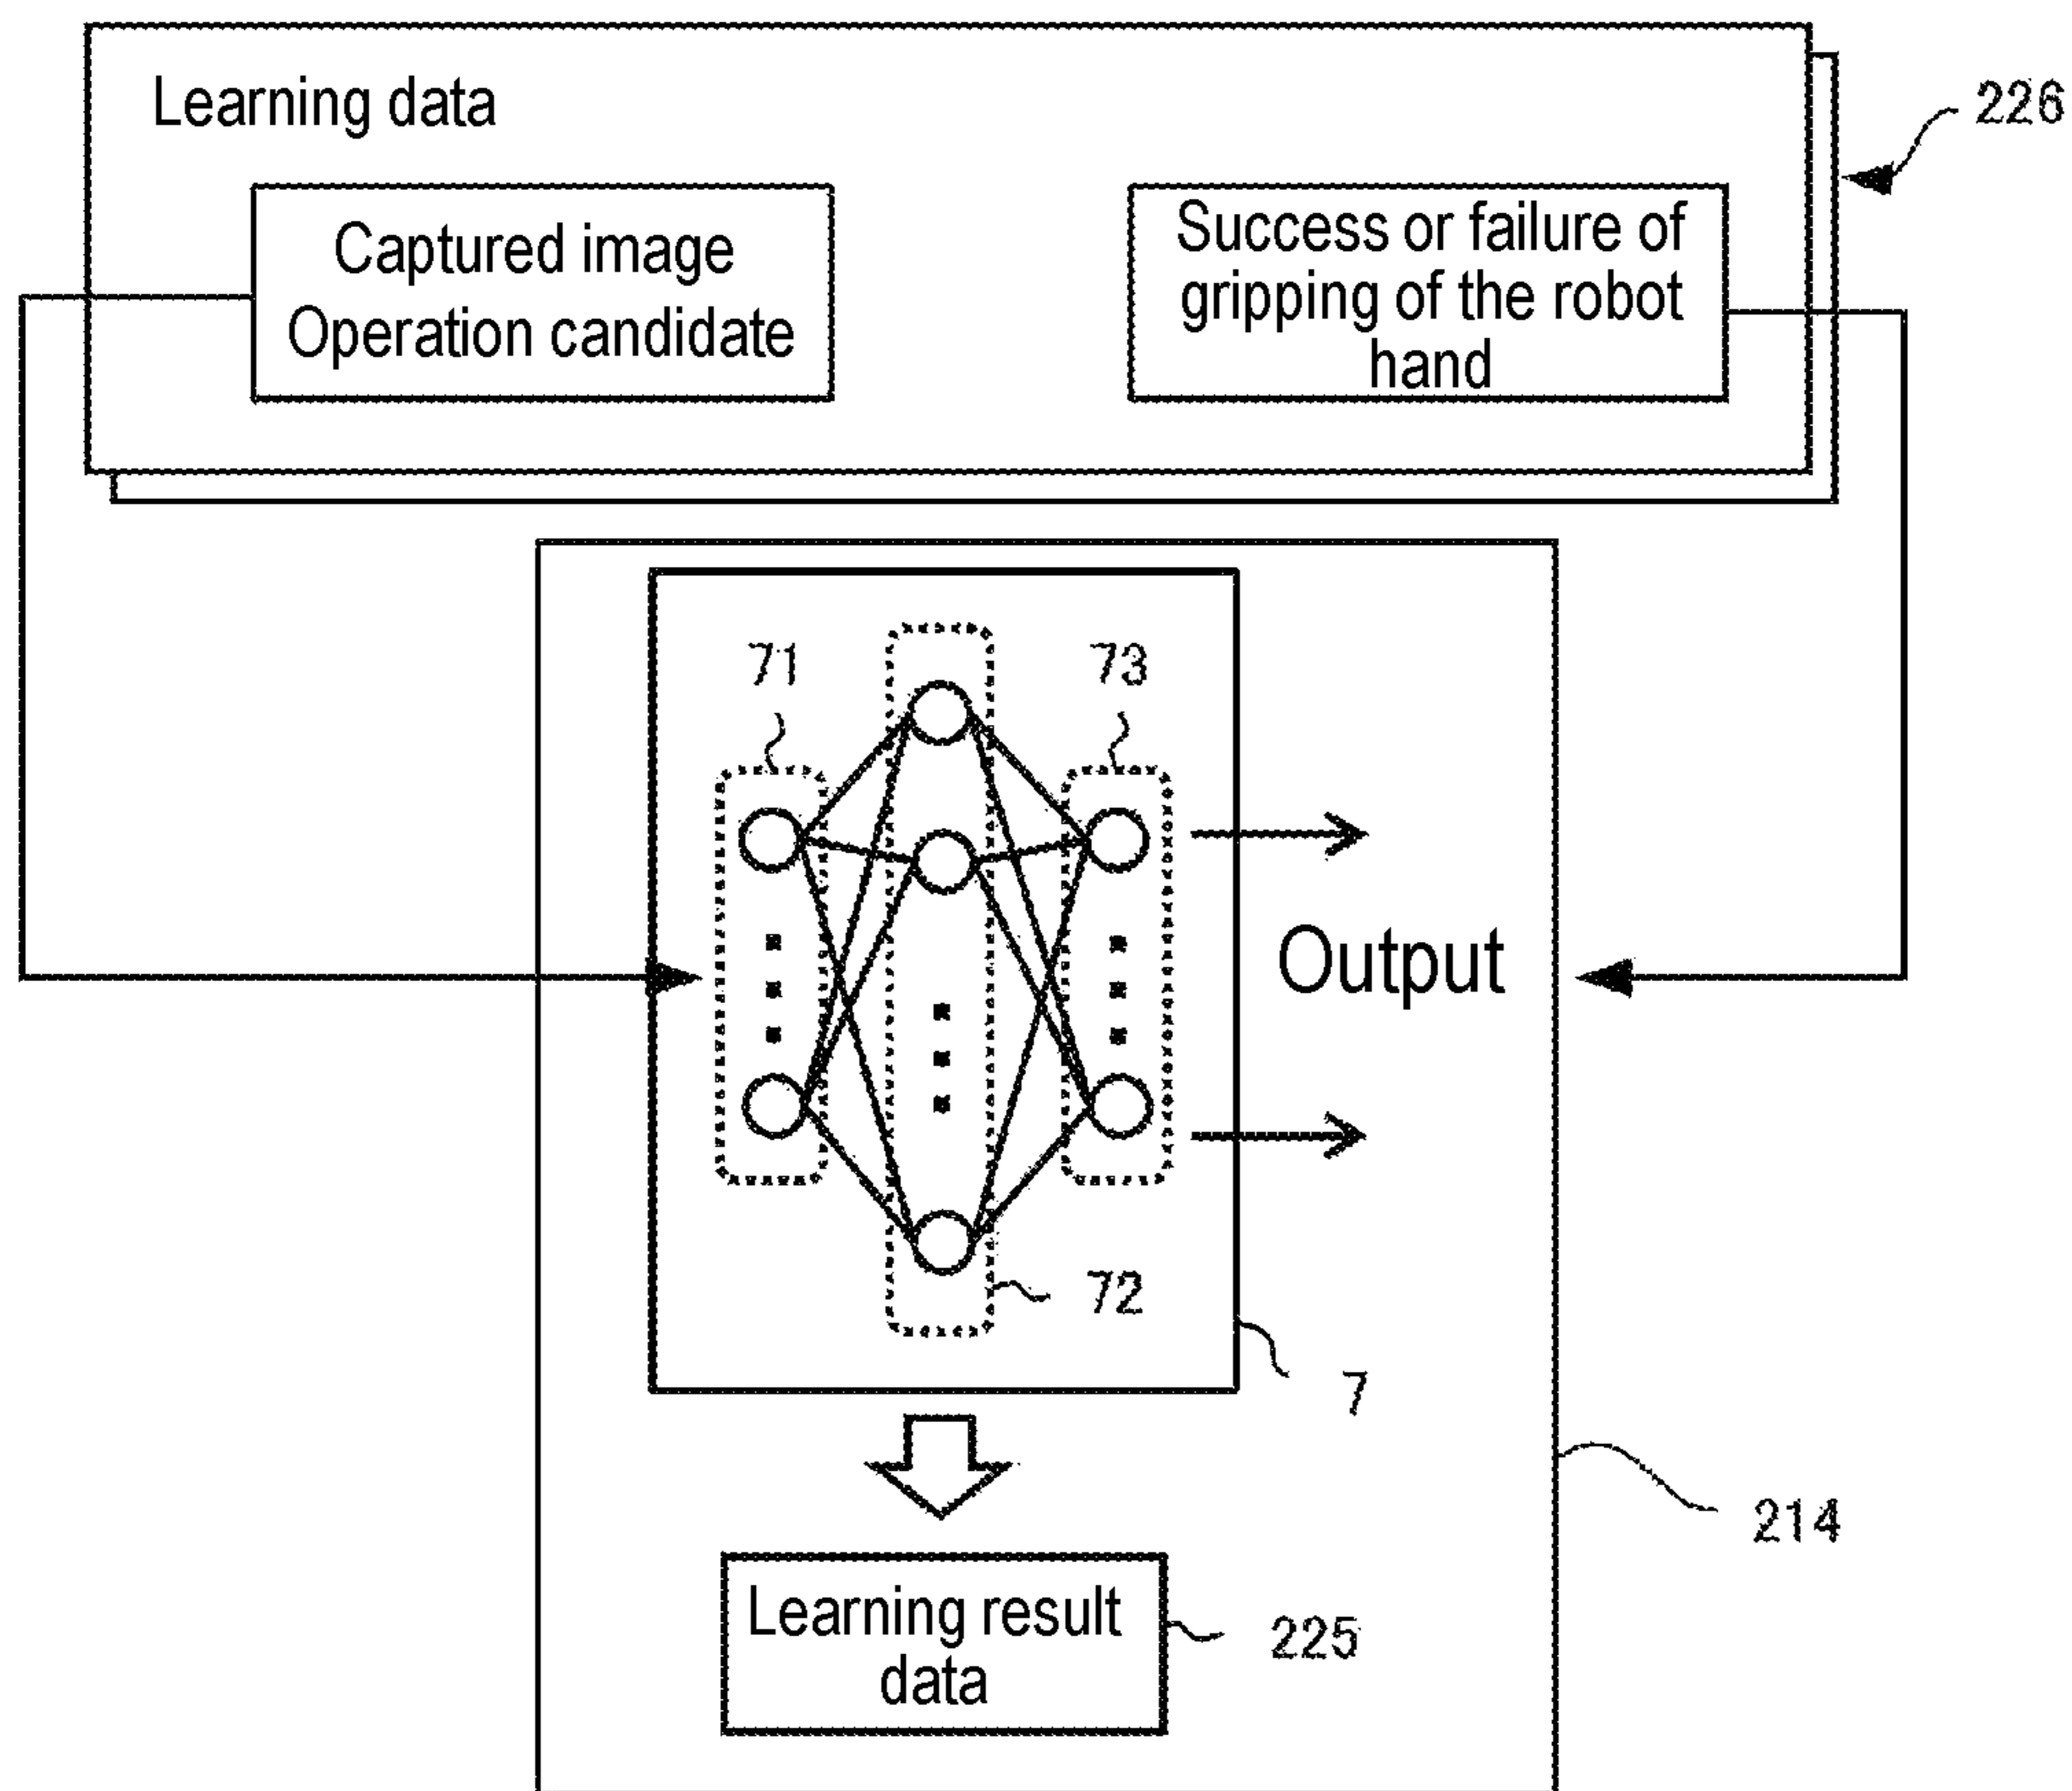 Learning data
226
Captured image
Operation candidate
Success or failure of
gripping of the robot
hand
71
73
Output
72
7
214
Learning result
data
225